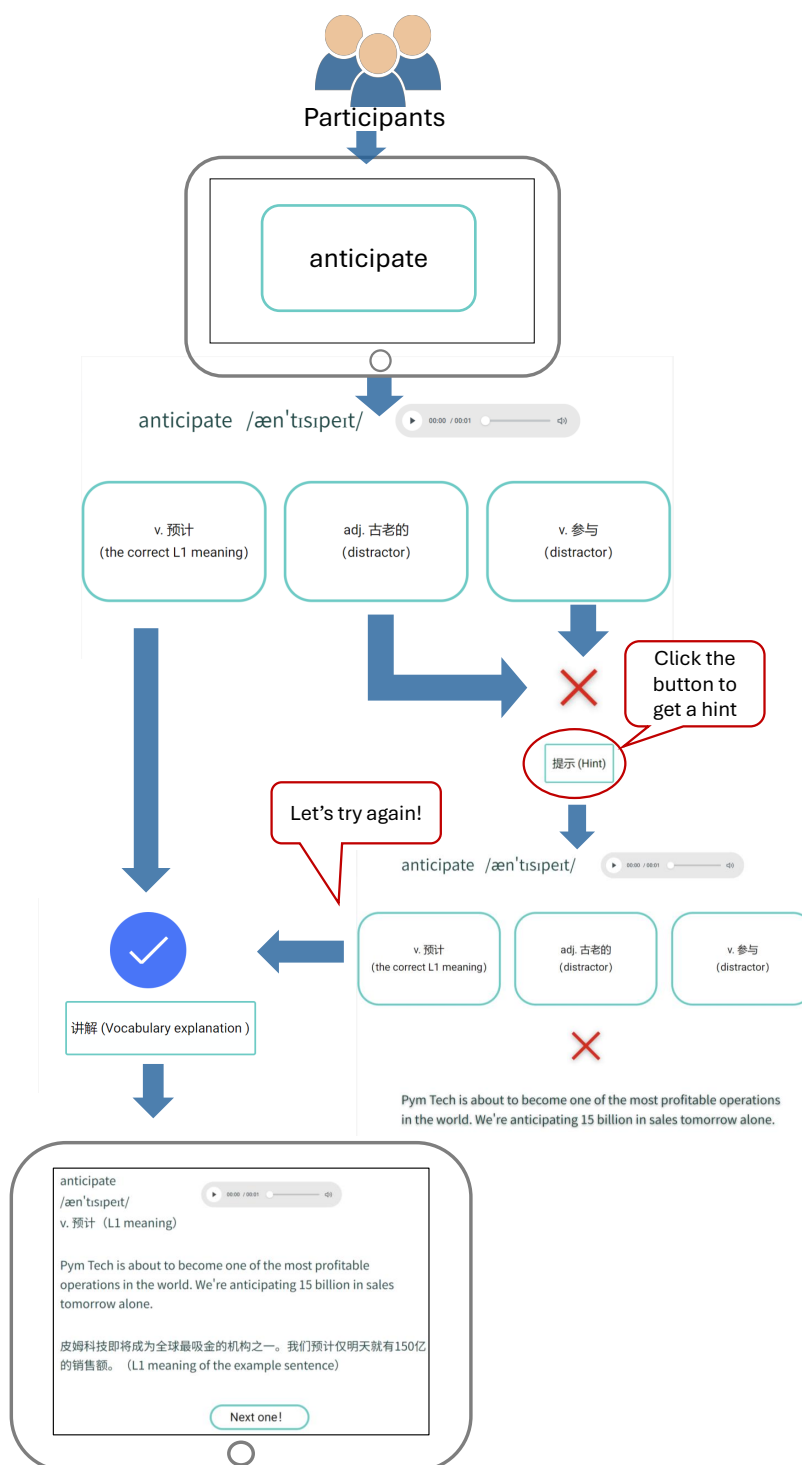 Participants
anticipate
anticipate /ænˈtɪsɪpeɪt/
00:00 / 00:01
v. 预计
(the correct L1 meaning)
adj. 古老的
(distractor)
v. 参与
(distractor)
Click the
button to
get a hint
提示 (Hint)
Let's try again!
anticipate /ænˈtɪsɪpeɪt/
00:00 / 00:01
v. 预计
(the correct L1 meaning)
adj. 古老的
(distractor)
v. 参与
(distractor)
讲解 (Vocabulary explanation )
Pym Tech is about to become one of the most profitable operations
in the world. We're anticipating 15 billion in sales tomorrow alone.
anticipate
/ænˈtɪsɪpeɪt/
00:00 / 00:01
v. 预计（L1 meaning）
Pym Tech is about to become one of the most profitable
operations in the world. We're anticipating 15 billion in sales
tomorrow alone.
皮姆科技即将成为全球最吸金的机构之一。我们预计仅明天就有150亿
的销售额。（L1 meaning of the example sentence）
Next one！